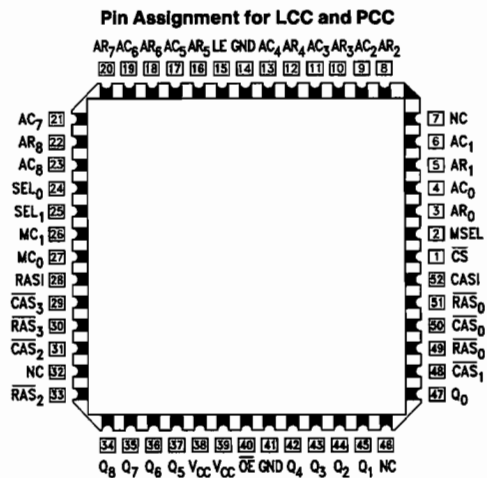 Pin Assignment for LCC and PCC
AR7 AC6 AR6 AC5 AR5 LE GND AC4 AR4 AC3 AR3 AC2 AR2
20 19 18 17 16 15 14 13 12 11 10 9 8
AC7 21
AR8 22
AC8 23
SEL0 24
SEL1 25
MC1 26
MC0 27
RASI 28
CAS3 29
RAS3 30
CAS2 31
NC 32
RAS2 33
7 NC
6 AC1
5 AR1
4 AC0
3 AR0
2 MSEL
1 CS
52 CASI
51 RAS0
50 CAS0
49 RAS0
48 CAS1
47 Q0
34 35 36 37 38 39 40 41 42 43 44 45 46
Q8 Q7 Q6 Q5 VCC VCC OE GND Q4 Q3 Q2 Q1 NC